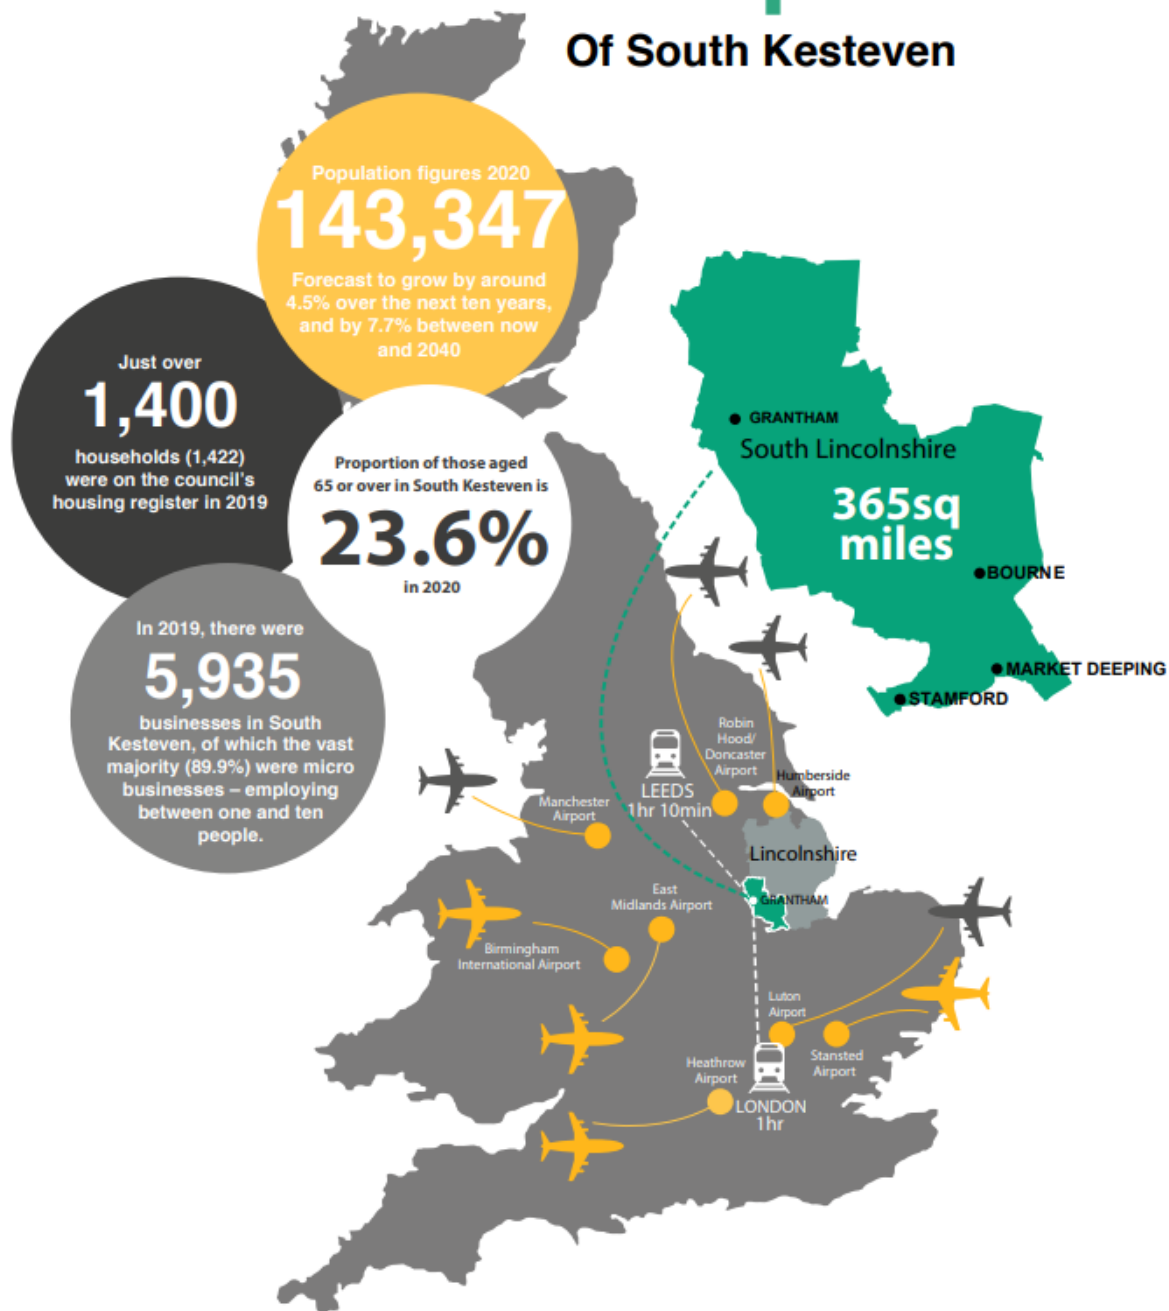 Of South Kesteven
Population figures 2020
143,347
Forecast to grow by around
4.5% over the next ten years,
and by 7.7% between now
and 2040
Just over
1,400
households (1,422)
were on the council's
housing register in 2019
Proportion of those aged
65 or over in South Kesteven is
23.6%
in 2020
In 2019, there were
5,935
businesses in South
Kesteven, of which the vast
majority (89.9%) were micro
businesses – employing
between one and ten
people.
GRANTHAM
South Lincolnshire
365sq
miles
BOURNE
MARKET DEEPING
STAMFORD
Robin
Hood/
Doncaster
Airport
Humberside
Airport
LEEDS
1hr 10min
Manchester
Airport
Lincolnshire
GRANTHAM
East
Midlands Airport
Birmingham
International Airport
Luton
Airport
Stansted
Airport
Heathrow
Airport
LONDON
1hr